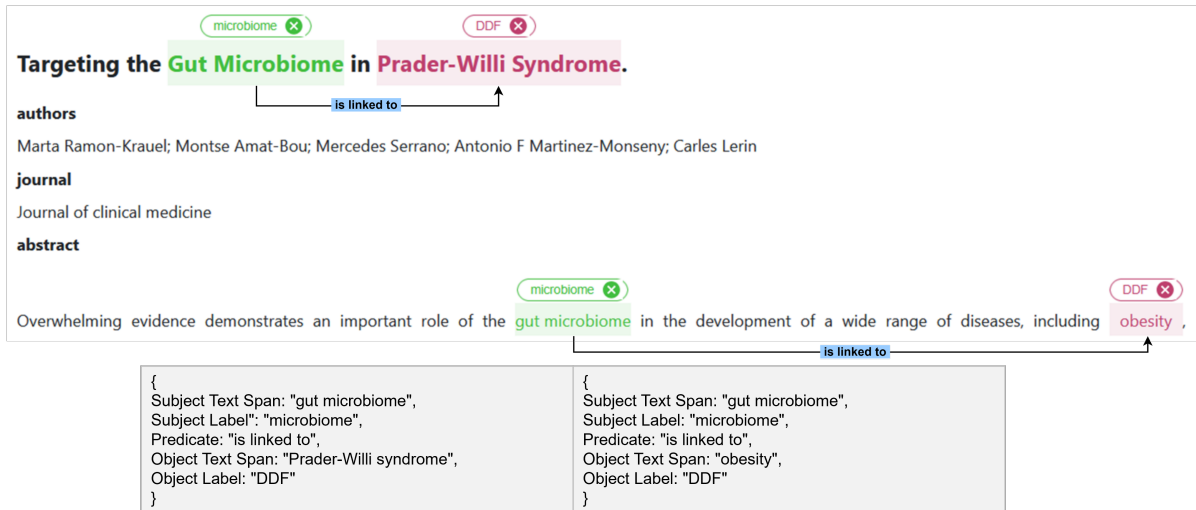 microbiome DDF
Targeting the Gut Microbiome in Prader-Willi Syndrome.
is linked to
authors
Marta Ramon-Krauel; Montse Amat-Bou; Mercedes Serrano; Antonio F Martinez-Monseny; Carles Lerin
journal
Journal of clinical medicine
abstract
microbiome DDF
Overwhelming evidence demonstrates an important role of the gut microbiome in the development of a wide range of diseases, including obesity ,
is linked to
{
Subject Text Span: "gut microbiome",
Subject Label": "microbiome",
Predicate: "is linked to",
Object Text Span: "Prader-Willi syndrome",
Object Label: "DDF"
}
{
Subject Text Span: "gut microbiome",
Subject Label: "microbiome",
Predicate: "is linked to",
Object Text Span: "obesity",
Object Label: "DDF"
}